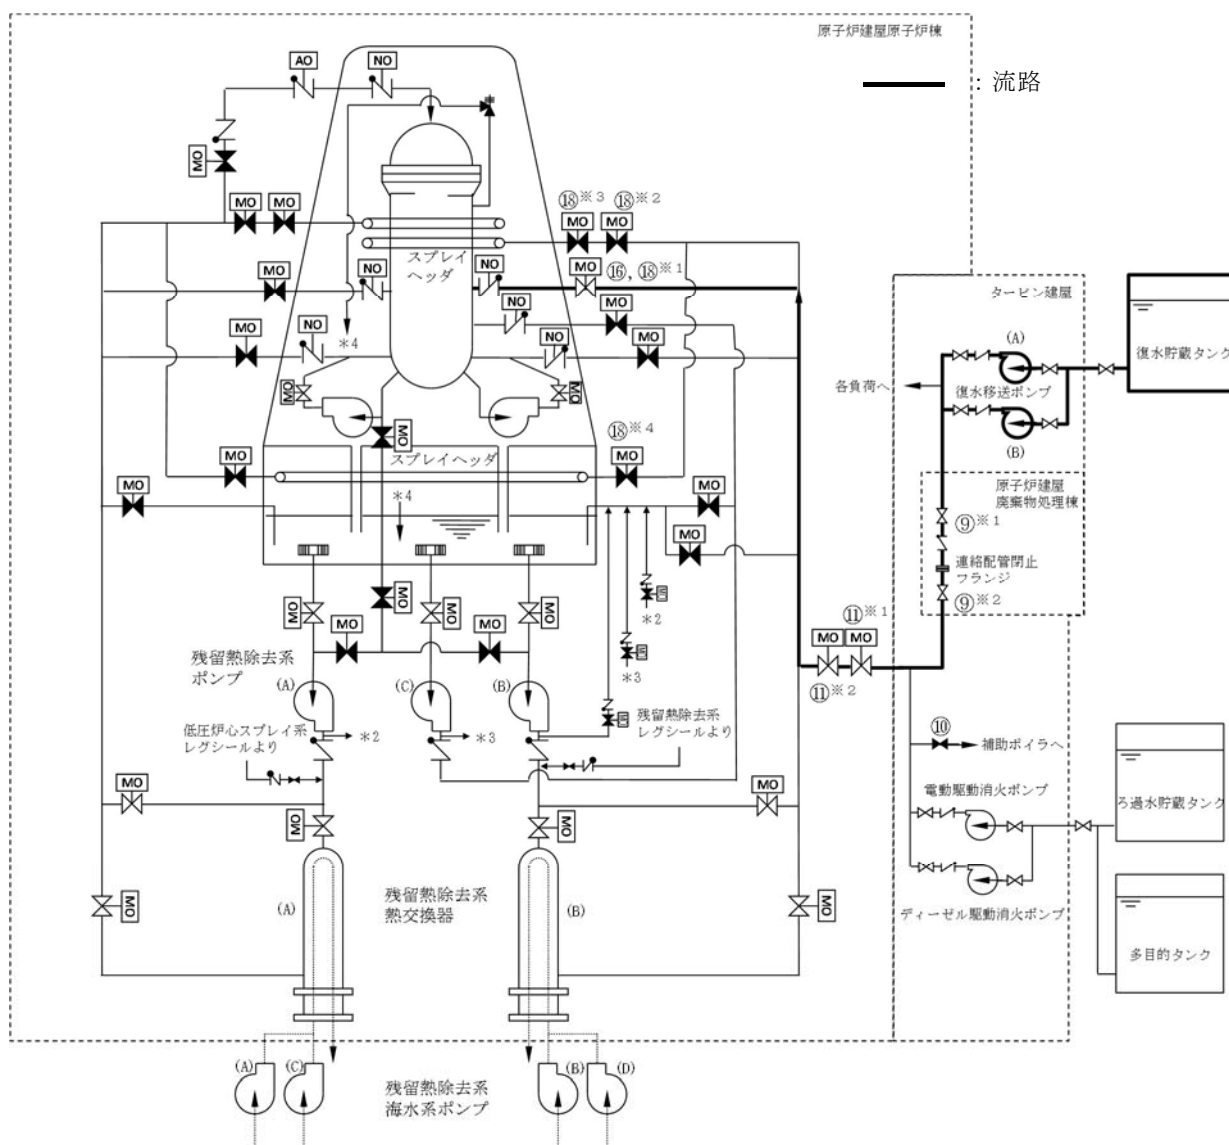 原子炉建屋原子炉棟
: 流路
AO
NO
MO
MO
MO
⑱※3
⑱※2
MO
MO
スプレイ
ヘッダ
MO
NO
NO
MO
⑯, ⑱※1
NO
MO
MO
NO
NO
MO
*4
MO
MO
MO
⑱※4
MO
スプレイヘッダ
MO
MO
MO
*4
MO
MO
タービン建屋
(A)
復水貯蔵タンク
各負荷へ
復水移送ポンプ
(B)
原子炉建屋
廃棄物処理棟
⑨※1
連絡配管閉止
フランジ
⑨※2
MO
MO
MO
MO
MO
MO
MO
*2
MO
*3
MO
⑪※1
MO
MO
⑪※2
残留熱除去系
ポンプ
(A)
(C)
(B)
低圧炉心スプレイ系
レグシールより
*2
*3
残留熱除去系
レグシールより
⑩
補助ボイラへ
電動駆動消火ポンプ
ろ過水貯蔵タンク
ディーゼル駆動消火ポンプ
多目的タンク
MO
MO
MO
MO
MO
MO
(A)
残留熱除去系
熱交換器
(B)
(A)
(C)
残留熱除去系
海水系ポンプ
(B)
(D)